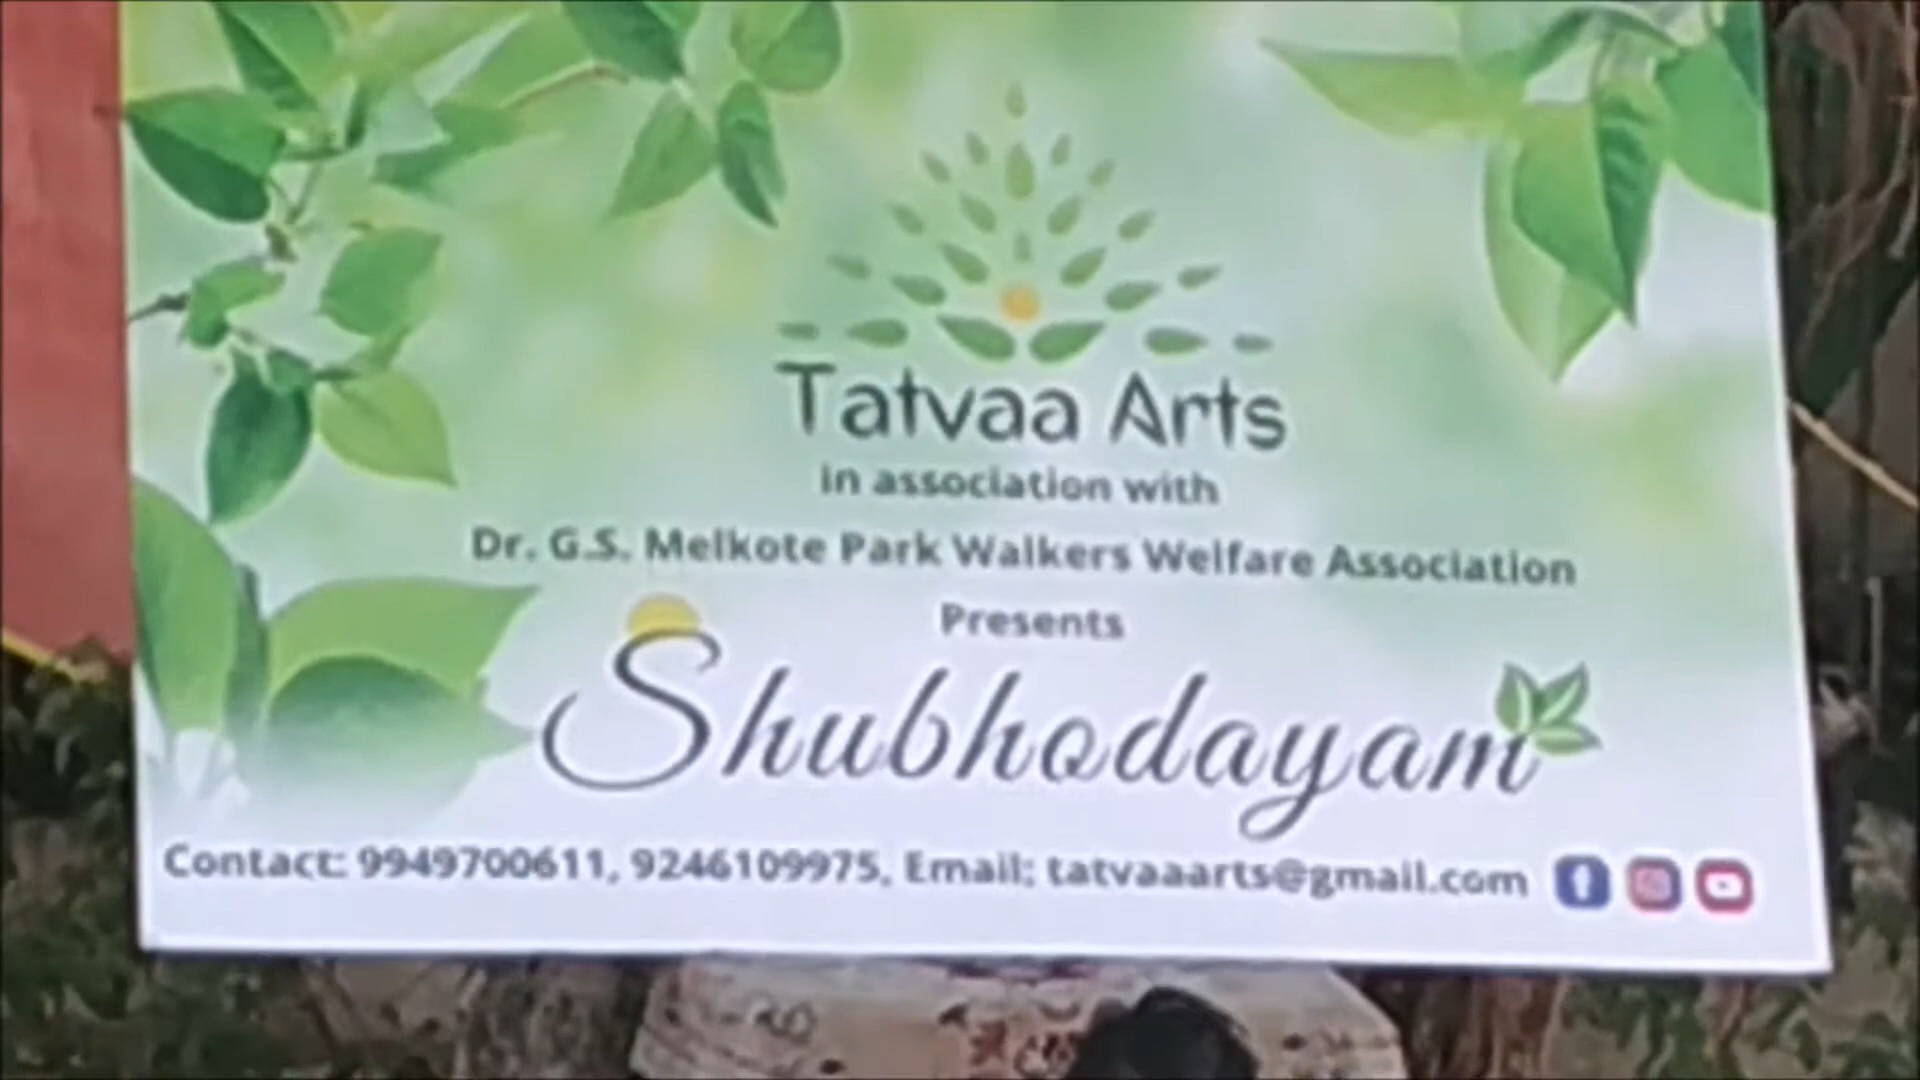 Tatvaa Arts
in association with
Dr. G.S. Melkote Park Walkers Welfare Association
Presents
Shubhodayam
Contact: 9949700611, 9246109975, Email: tatvaaarts@gmail.com